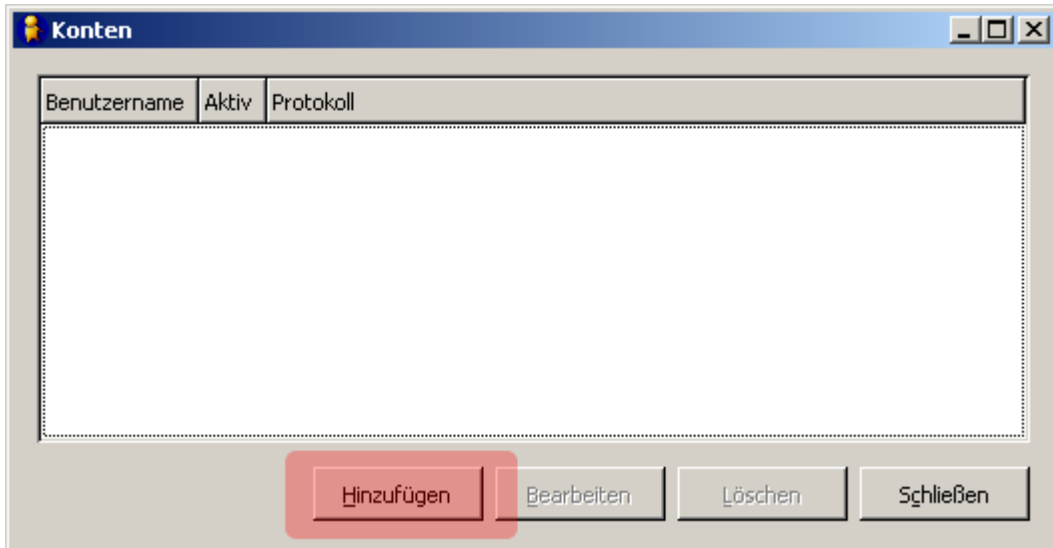 Konten
Benutzername Aktiv Protokoll
Hinzufügen Bearbeiten Löschen Schließen